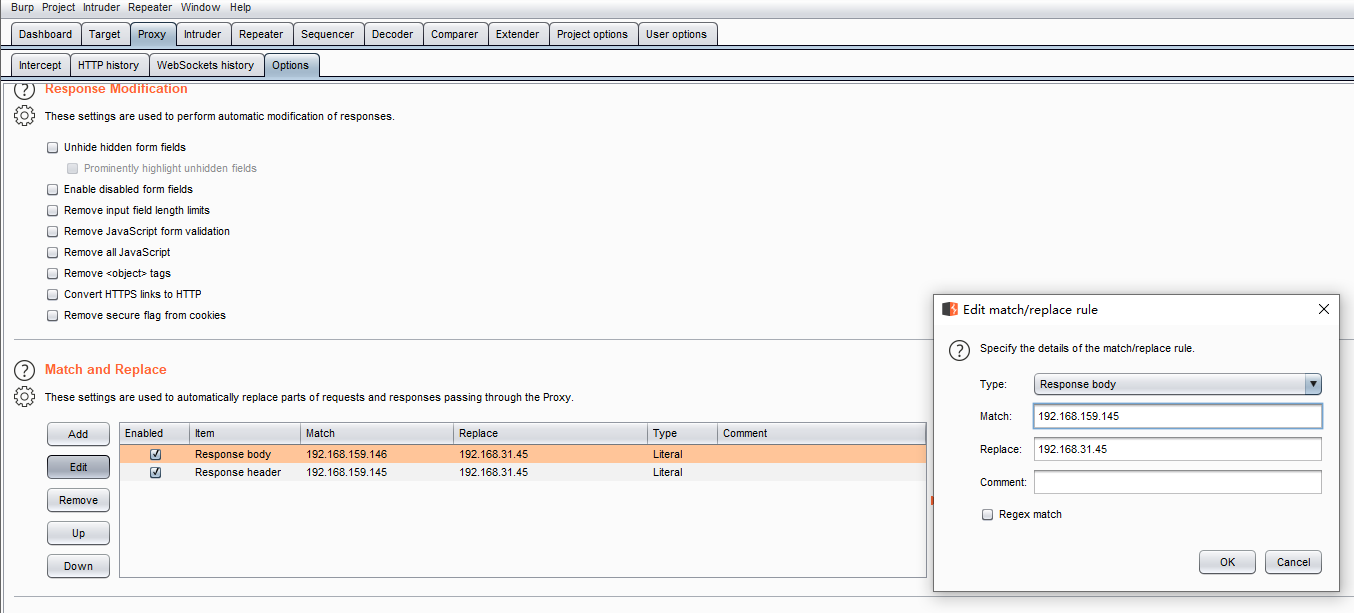 Burp Project Intruder Repeater Window Help
Dashboard Target Proxy Intruder Repeater Sequencer Decoder Comparer Extender Project options User options
Intercept HTTP history WebSockets history Options
? Response Modification
These settings are used to perform automatic modification of responses.
Unhide hidden form fields
Prominently highlight unhidden fields
Enable disabled form fields
Remove input field length limits
Remove JavaScript form validation
Remove all JavaScript
Remove <object> tags
Convert HTTPS links to HTTP
Remove secure flag from cookies
? Match and Replace
These settings are used to automatically replace parts of requests and responses passing through the Proxy.
Add
Edit
Remove
Up
Down
Enabled Item Match Replace Type Comment
Response body 192.168.159.146 192.168.31.45 Literal
Response header 192.168.159.145 192.168.31.45 Literal
Edit match/replace rule
? Specify the details of the match/replace rule.
Type: Response body
Match: 192.168.159.145
Replace: 192.168.31.45
Comment:
Regex match
OK Cancel